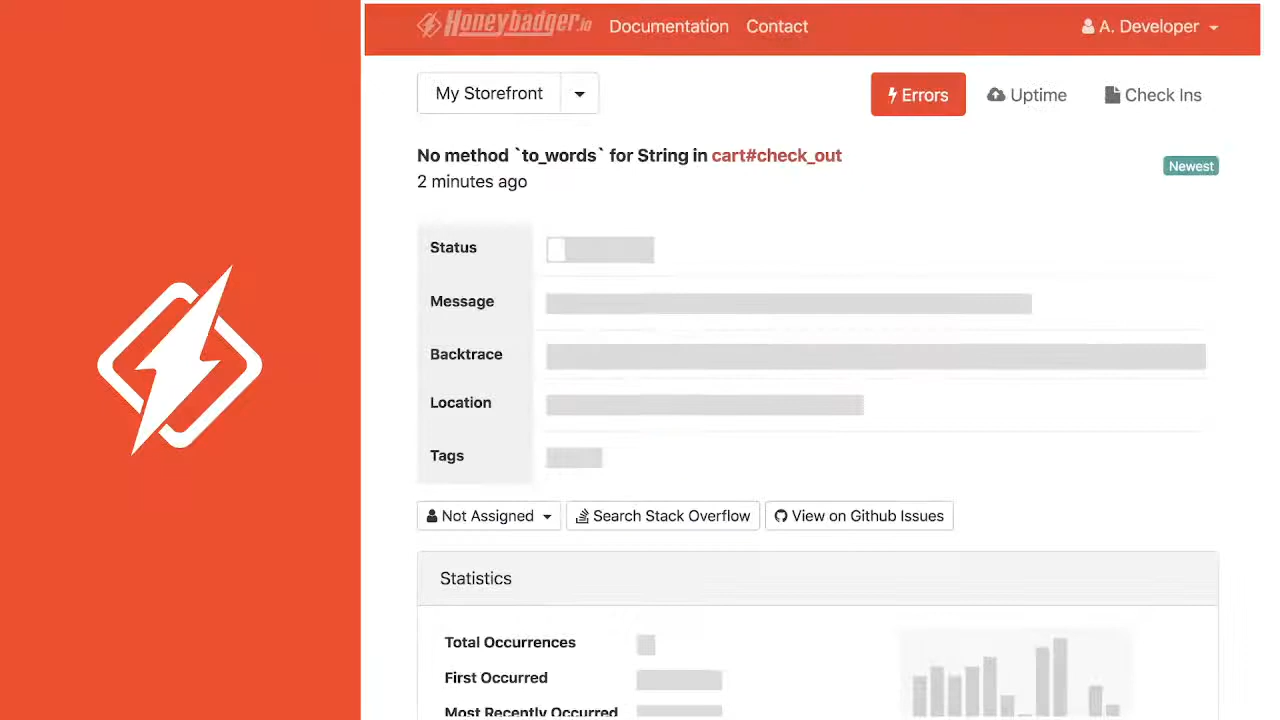 Honeybadger.io Documentation Contact A. Developer
My Storefront Errors Uptime Check Ins
No method `to_words` for String in cart#check_out
2 minutes ago
Newest
Status
Message
Backtrace
Location
Tags
Not Assigned Search Stack Overflow View on Github Issues
Statistics
Total Occurrences
First Occurred
Most Recently Occurred